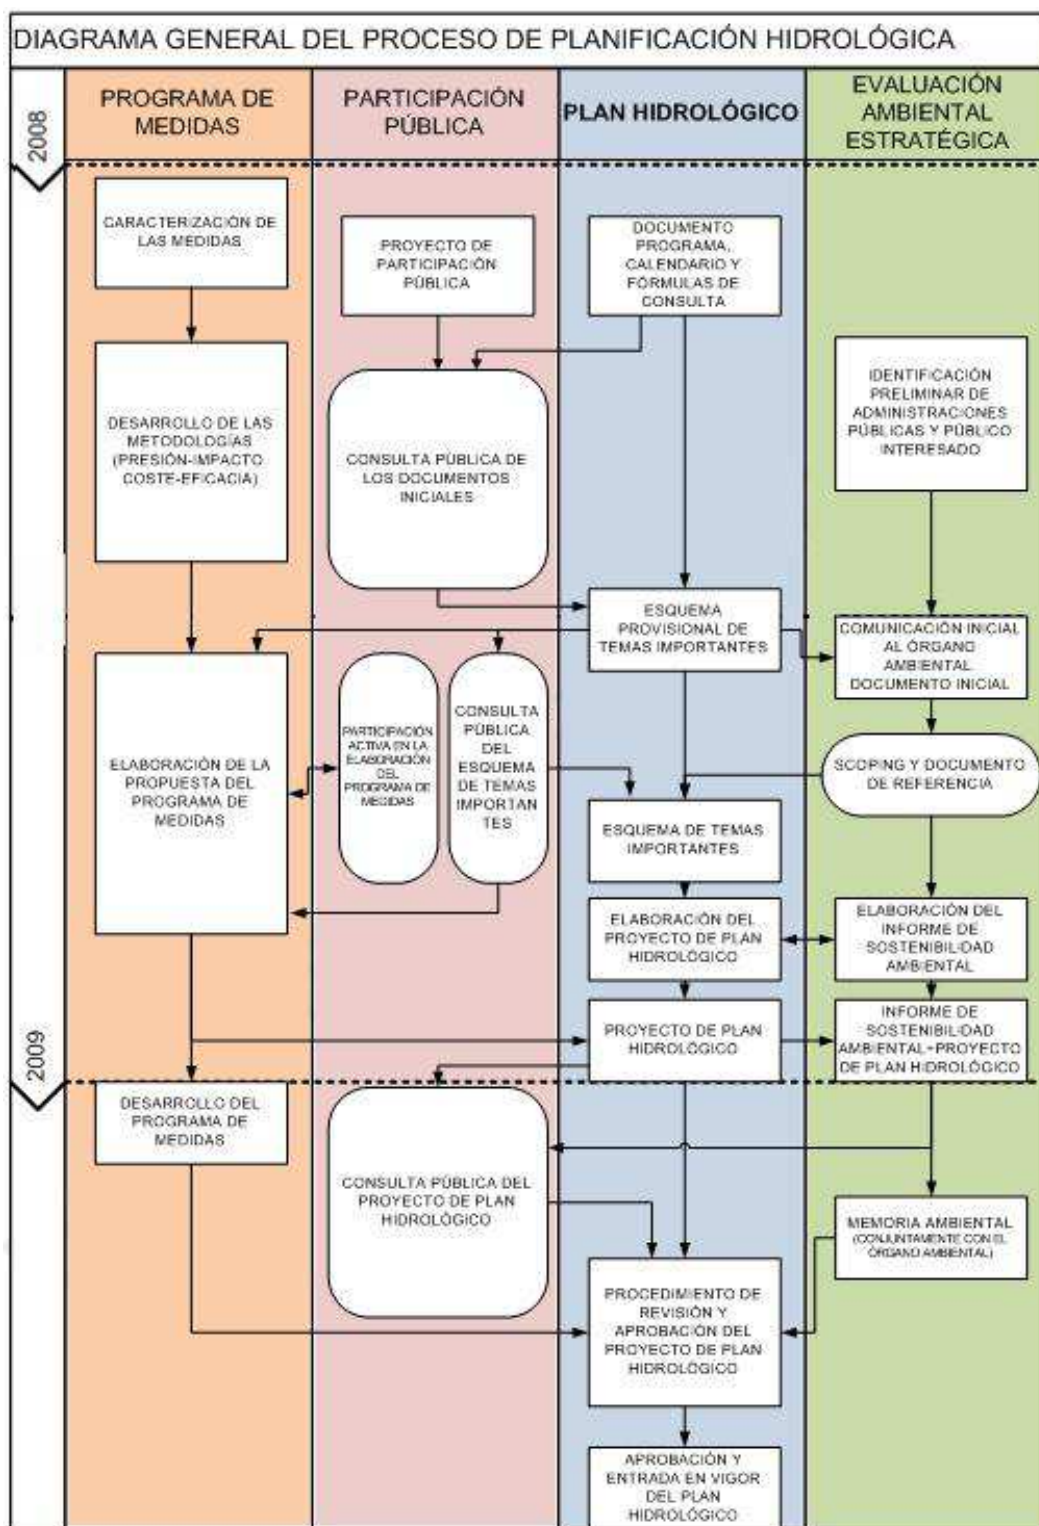 DIAGRAMA GENERAL DEL PROCESO DE PLANIFICACIÓN HIDROLÓGICA
2008
PROGRAMA DE
MEDIDAS
PARTICIPACIÓN
PÚBLICA
PLAN HIDROLÓGICO
EVALUACIÓN
AMBIENTAL
ESTRATÉGICA
CARACTERIZACIÓN DE
LAS MEDIDAS
PROYECTO DE
PARTICIPACIÓN
PÚBLICA
DOCUMENTO
PROGRAMA,
CALENDARIO Y
FÓRMULAS DE
CONSULTA
IDENTIFICACIÓN
PRELIMINAR DE
ADMINISTRACIONES
PÚBLICAS Y PÚBLICO
INTERESADO
DESARROLLO DE LAS
METODOLOGÍAS
(PRESIÓN-IMPACTO
COSTE-EFICACIA)
CONSULTA PÚBLICA DE
LOS DOCUMENTOS
INICIALES
ESQUEMA
PROVISIONAL DE
TEMAS IMPORTANTES
COMUNICACIÓN INICIAL
AL ÓRGANO
AMBIENTAL
DOCUMENTO INICIAL
ELABORACIÓN DE LA
PROPUESTA DEL
PROGRAMA DE
MEDIDAS
PARTICIPACIÓN
ACTIVA EN LA
ELABORACIÓN
DEL
PROGRAMA DE
MEDIDAS
CONSULTA
PÚBLICA
DEL
ESQUEMA
DE TEMAS
IMPORTAN
TES
SCOPING Y DOCUMENTO
DE REFERENCIA
ESQUEMA DE TEMAS
IMPORTANTES
ELABORACIÓN DEL
PROYECTO DE PLAN
HIDROLÓGICO
ELABORACIÓN DEL
INFORME DE
SOSTENIBILIDAD
AMBIENTAL
2009
PROYECTO DE PLAN
HIDROLÓGICO
INFORME DE
SOSTENIBILIDAD
AMBIENTAL+PROYECTO
DE PLAN HIDROLÓGICO
DESARROLLO DEL
PROGRAMA DE
MEDIDAS
CONSULTA PÚBLICA DEL
PROYECTO DE PLAN
HIDROLÓGICO
MEMORIA AMBIENTAL
(CONJUNTAMENTE CON EL
ÓRGANO AMBIENTAL)
PROCEDIMIENTO DE
REVISIÓN Y
APROBACIÓN DEL
PROYECTO DE PLAN
HIDROLÓGICO
APROBACIÓN Y
ENTRADA EN VIGOR
DEL PLAN
HIDROLÓGICO